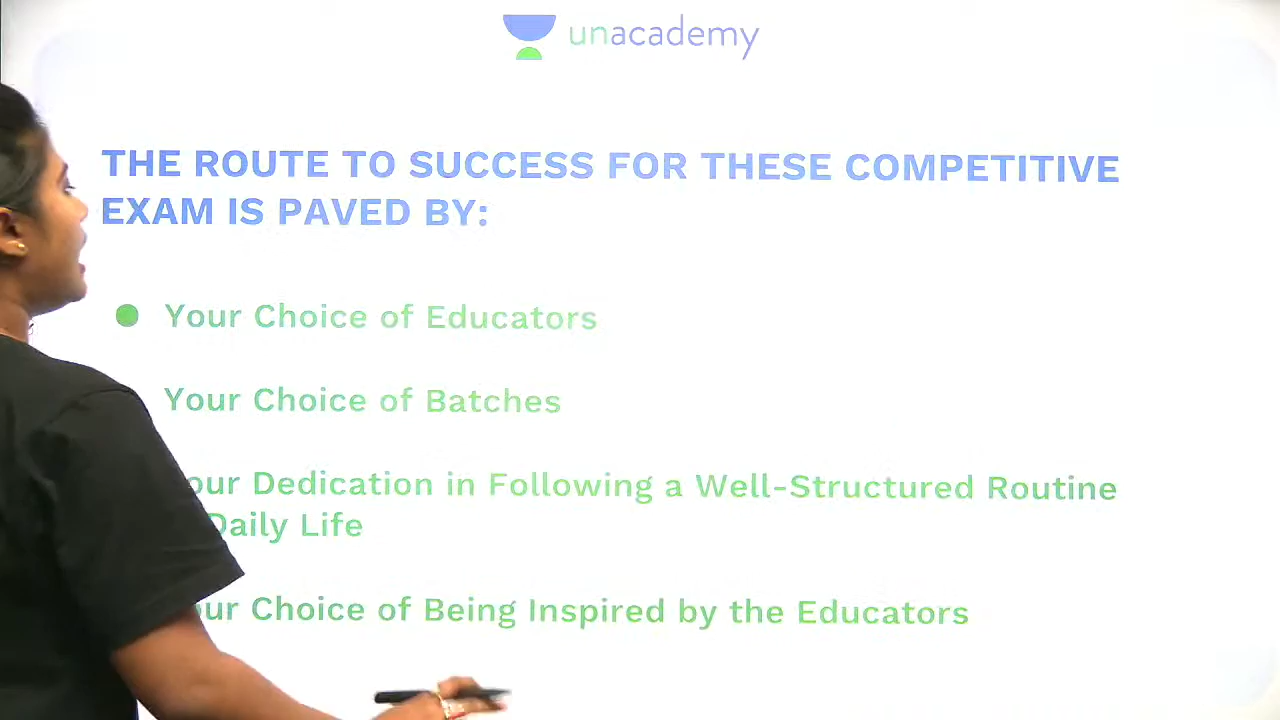 unacademy
THE ROUTE TO SUCCESS FOR THESE COMPETITIVE
EXAM IS PAVED BY:
Your Choice of Educators
Your Choice of Batches
our Dedication in Following a Well-Structured Routine
Daily Life
our Choice of Being Inspired by the Educators